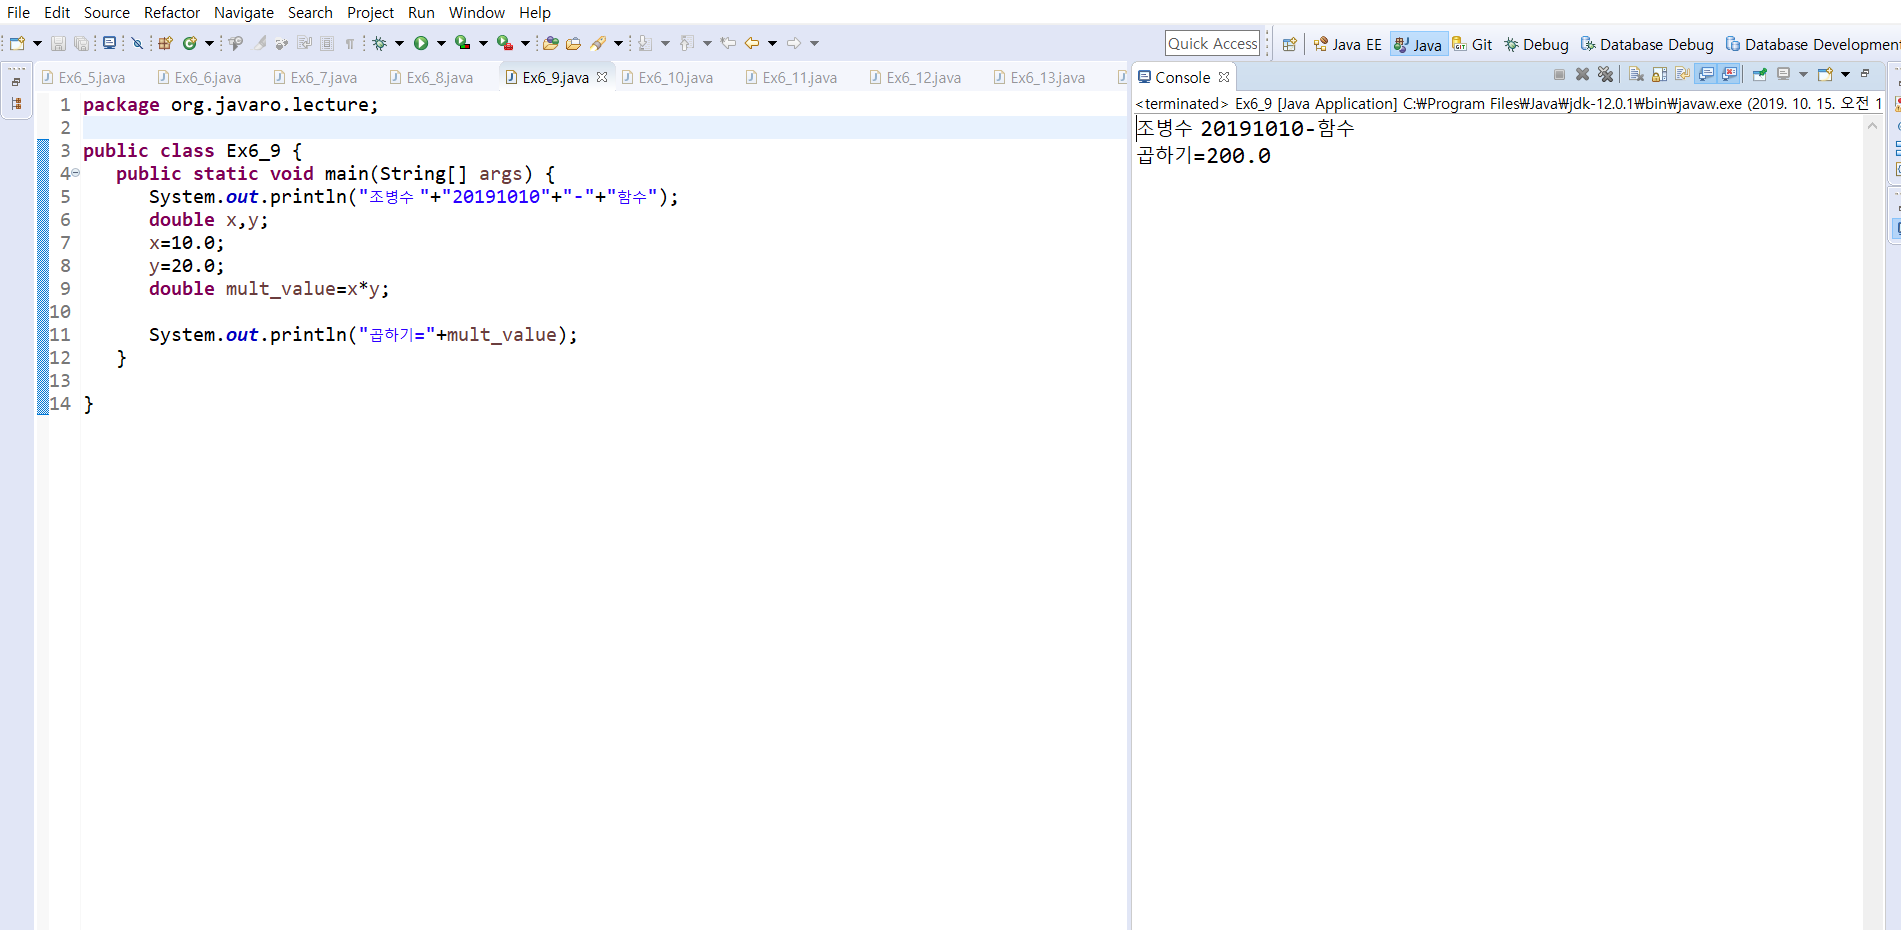 File Edit Source Refactor Navigate Search Project Run Window Help
Quick Access Java EE Java Git Debug Database Debug Database Development
Ex6_5.java Ex6_6.java Ex6_7.java Ex6_8.java Ex6_9.java Ex6_10.java Ex6_11.java Ex6_12.java Ex6_13.java
1 package org.javaro.lecture;
2
3 public class Ex6_9 {
4 public static void main(String[] args) {
5 System.out.println("조병수 "+"20191010"+"-"+"함수");
6 double x,y;
7 x=10.0;
8 y=20.0;
9 double mult_value=x*y;
10
11 System.out.println("곱하기="+mult_value);
12 }
13
14 }
Console
<terminated> Ex6_9 [Java Application] C:₩Program Files₩Java₩jdk-12.0.1₩bin₩javaw.exe (2019. 10. 15. 오전 1
조병수 20191010-함수
곱하기=200.0